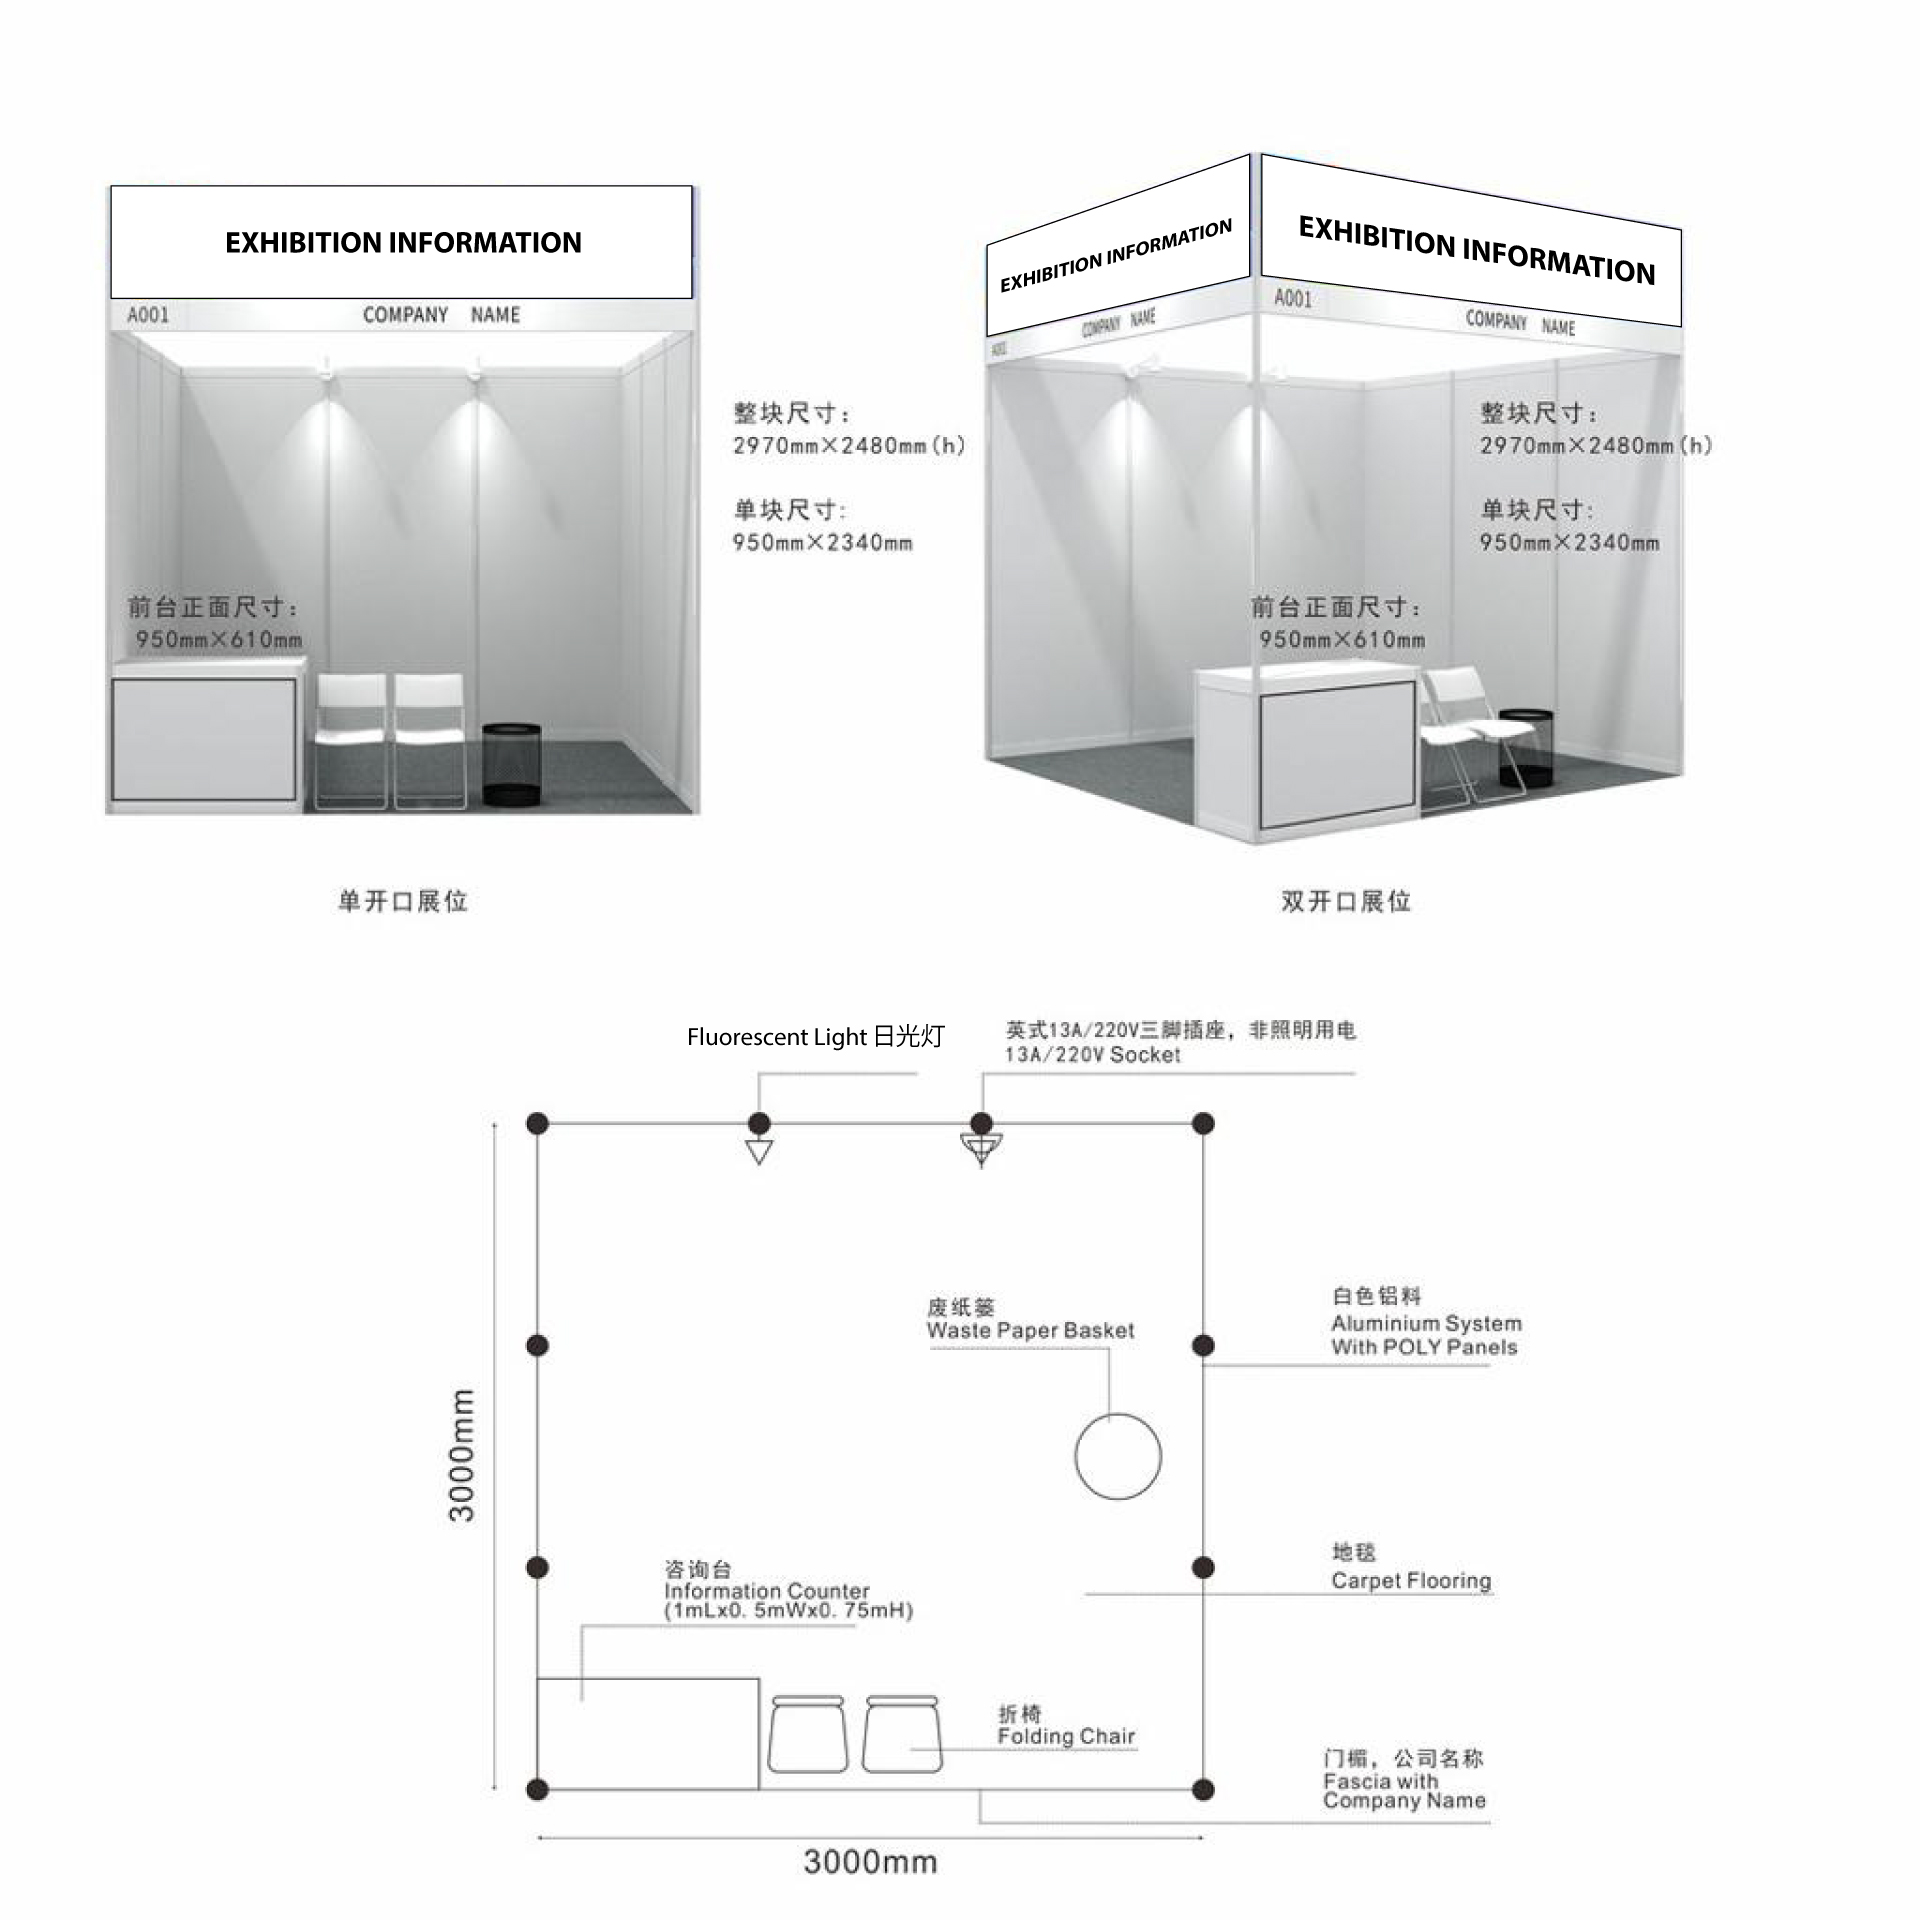 EXHIBITION INFORMATION
A001 COMPANY NAME
整块尺寸：
2970mm×2480mm(h)
单块尺寸:
950mm×2340mm
前台正面尺寸：
950mm×610mm
单开口展位
EXHIBITION INFORMATION
EXHIBITION INFORMATION
A001 COMPANY NAME
A001 COMPANY NAME
整块尺寸：
2970mm×2480mm(h)
单块尺寸:
950mm×2340mm
前台正面尺寸：
950mm×610mm
双开口展位
Fluorescent Light 日光灯
英式13A/220V三脚插座，非照明用电
13A/220V Socket
废纸篓
Waste Paper Basket
白色铝料
Aluminium System
With POLY Panels
3000mm
咨询台
Information Counter
(1mLx0. 5mWx0. 75mH)
地毯
Carpet Flooring
折椅
Folding Chair
门楣，公司名称
Fascia with
Company Name
3000mm